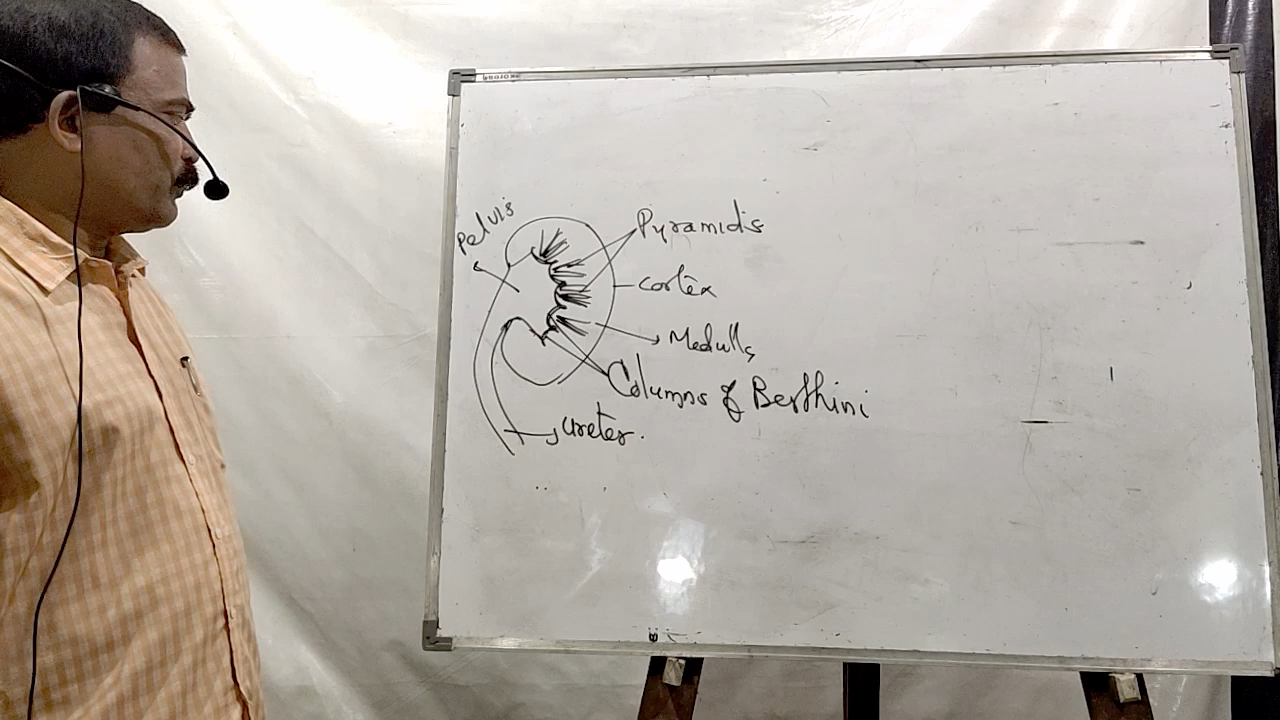 Pelvis
Pyramids
cortex
Medulla
Columns of Berthini
ureter.